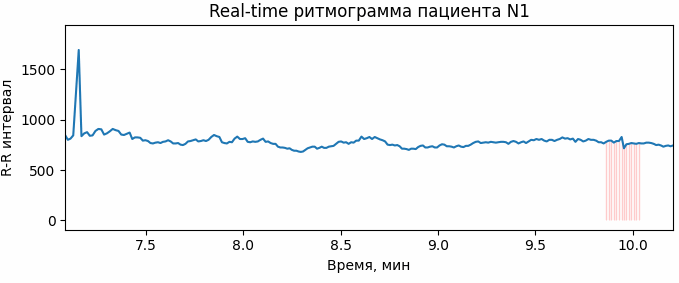 Real-time ритмограмма пациента N1
R-R интервал
1500
1000
500
0
7.5 8.0 8.5 9.0 9.5 10.0
Время, мин